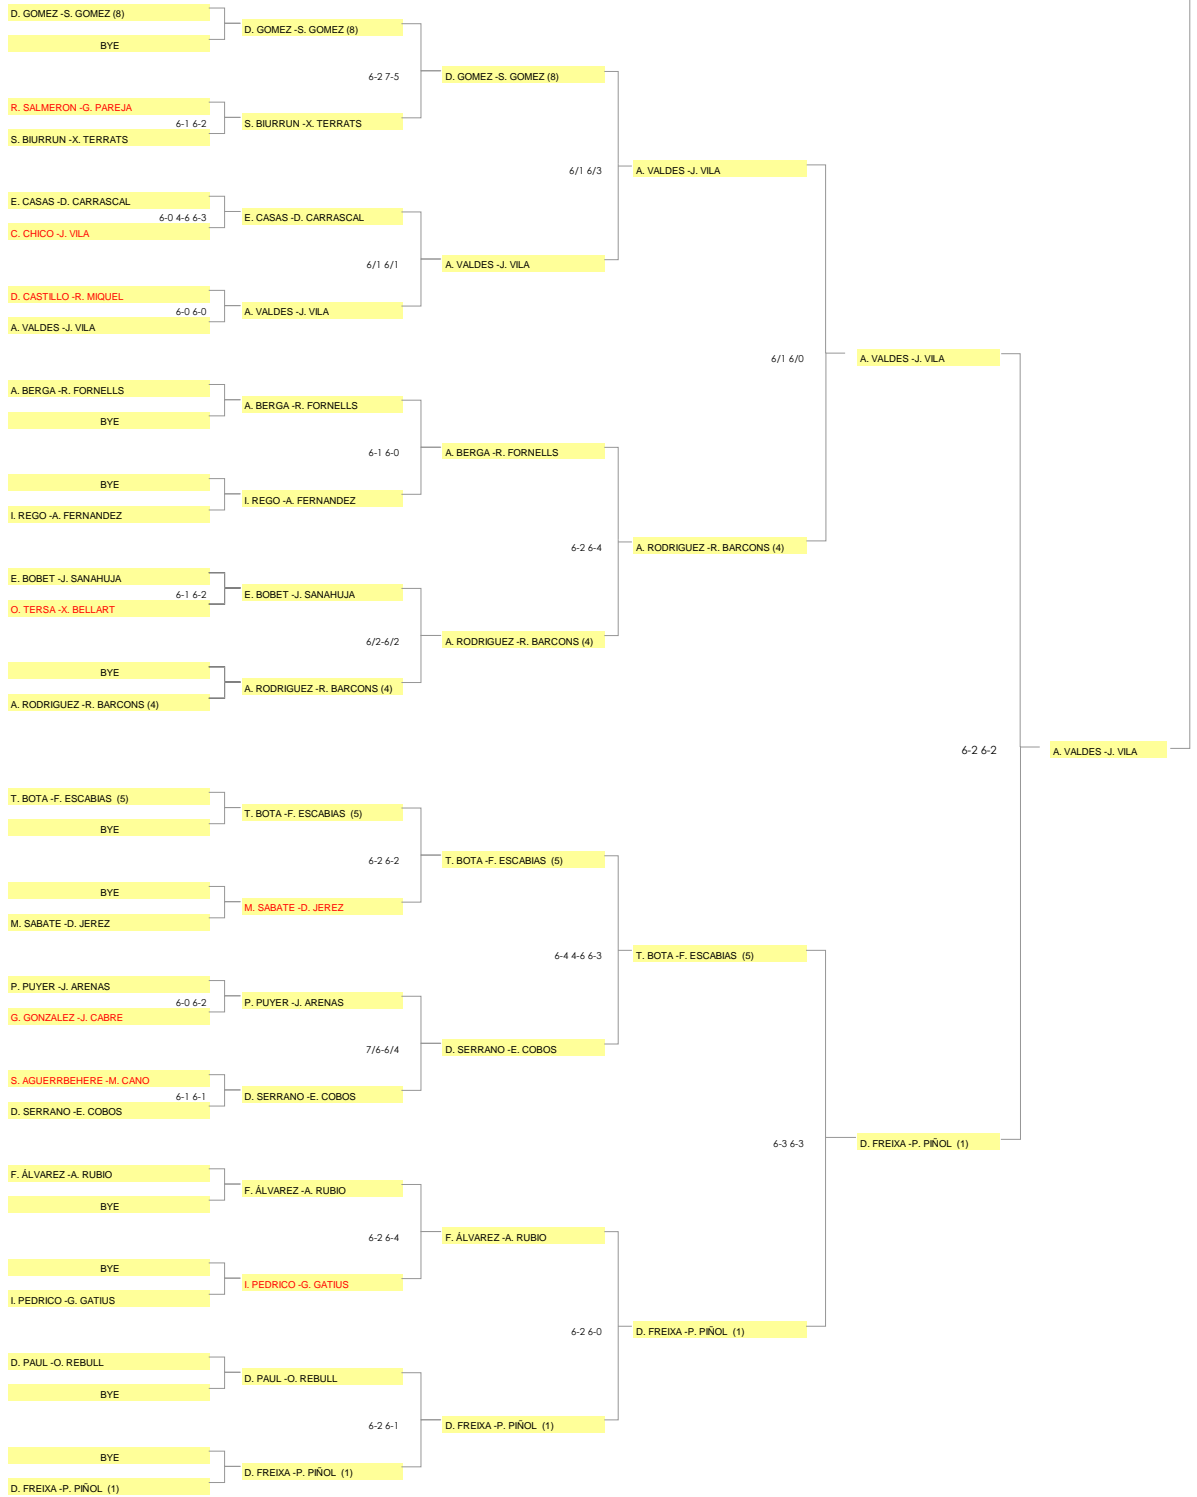 D. GOMEZ -S. GOMEZ (8)
BYE
R. SALMERON -G. PAREJA
6-1 6-2
S. BIURRUN -X. TERRATS
E. CASAS -D. CARRASCAL
6-0 4-6 6-3
C. CHICO -J. VILA
D. CASTILLO -R. MIQUEL
6-0 6-0
A. VALDES -J. VILA
A. BERGA -R. FORNELLS
BYE
BYE
I. REGO -A. FERNANDEZ
E. BOBET -J. SANAHUJA
6-1 6-2
O. TERSA -X. BELLART
BYE
A. RODRIGUEZ -R. BARCONS (4)
T. BOTA -F. ESCABIAS (5)
BYE
BYE
M. SABATE -D. JEREZ
P. PUYER -J. ARENAS
6-0 6-2
G. GONZALEZ -J. CABRE
S. AGUERRBEHERE -M. CANO
6-1 6-1
D. SERRANO -E. COBOS
F. ÁLVAREZ -A. RUBIO
BYE
BYE
I. PEDRICO -G. GATIUS
D. PAUL -O. REBULL
BYE
BYE
D. FREIXA -P. PIÑOL (1)
D. GOMEZ -S. GOMEZ (8)
6-2 7-5
S. BIURRUN -X. TERRATS
E. CASAS -D. CARRASCAL
6/1 6/1
A. VALDES -J. VILA
A. BERGA -R. FORNELLS
6-1 6-0
I. REGO -A. FERNANDEZ
E. BOBET -J. SANAHUJA
6/2-6/2
A. RODRIGUEZ -R. BARCONS (4)
T. BOTA -F. ESCABIAS (5)
6-2 6-2
M. SABATE -D. JEREZ
P. PUYER -J. ARENAS
7/6-6/4
D. SERRANO -E. COBOS
F. ÁLVAREZ -A. RUBIO
6-2 6-4
I. PEDRICO -G. GATIUS
D. PAUL -O. REBULL
6-2 6-1
D. FREIXA -P. PIÑOL (1)
D. GOMEZ -S. GOMEZ (8)
6/1 6/3
A. VALDES -J. VILA
A. BERGA -R. FORNELLS
6-2 6-4
A. RODRIGUEZ -R. BARCONS (4)
T. BOTA -F. ESCABIAS (5)
6-4 4-6 6-3
D. SERRANO -E. COBOS
F. ÁLVAREZ -A. RUBIO
6-2 6-0
D. FREIXA -P. PIÑOL (1)
A. VALDES -J. VILA
6/1 6/0
A. RODRIGUEZ -R. BARCONS (4)
T. BOTA -F. ESCABIAS (5)
6-3 6-3
D. FREIXA -P. PIÑOL (1)
A. VALDES -J. VILA
6-2 6-2
D. FREIXA -P. PIÑOL (1)
A. VALDES -J. VILA